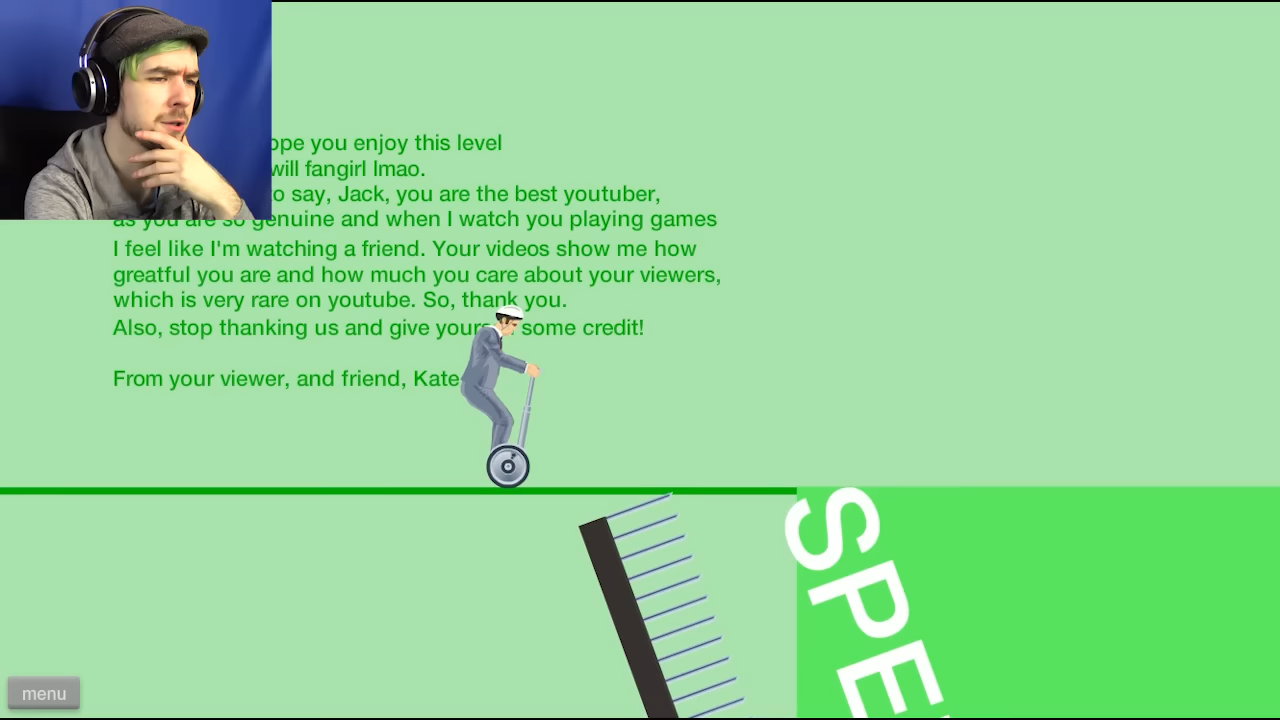 ope you enjoy this level
will fangirl lmao.
to say, Jack, you are the best youtuber,
as you are so genuine and when I watch you playing games
I feel like I'm watching a friend. Your videos show me how
greatful you are and how much you care about your viewers,
which is very rare on youtube. So, thank you.
Also, stop thanking us and give some credit!
From your viewer, and friend, Kate
SPE
menu